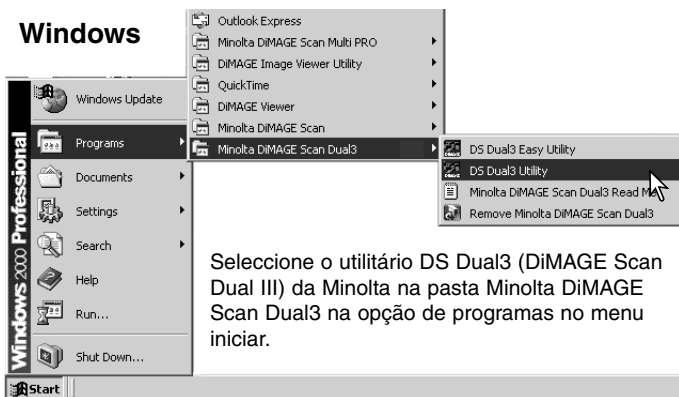 Windows
Outlook Express
Minolta DiMAGE Scan Multi PRO
DiMAGE Image Viewer Utility
QuickTime
DiMAGE Viewer
Minolta DiMAGE Scan
Minolta DiMAGE Scan Dual3
DS Dual3 Easy Utility
DS Dual3 Utility
Minolta DiMAGE Scan Dual3 Read Me
Remove Minolta DiMAGE Scan Dual3
Windows 2000 Professional
Windows Update
Programs
Documents
Settings
Search
Help
Run...
Shut Down...
Start
Seleccione o utilitário DS Dual3 (DiMAGE Scan
Dual III) da Minolta na pasta Minolta DiMAGE
Scan Dual3 na opção de programas no menu
iniciar.